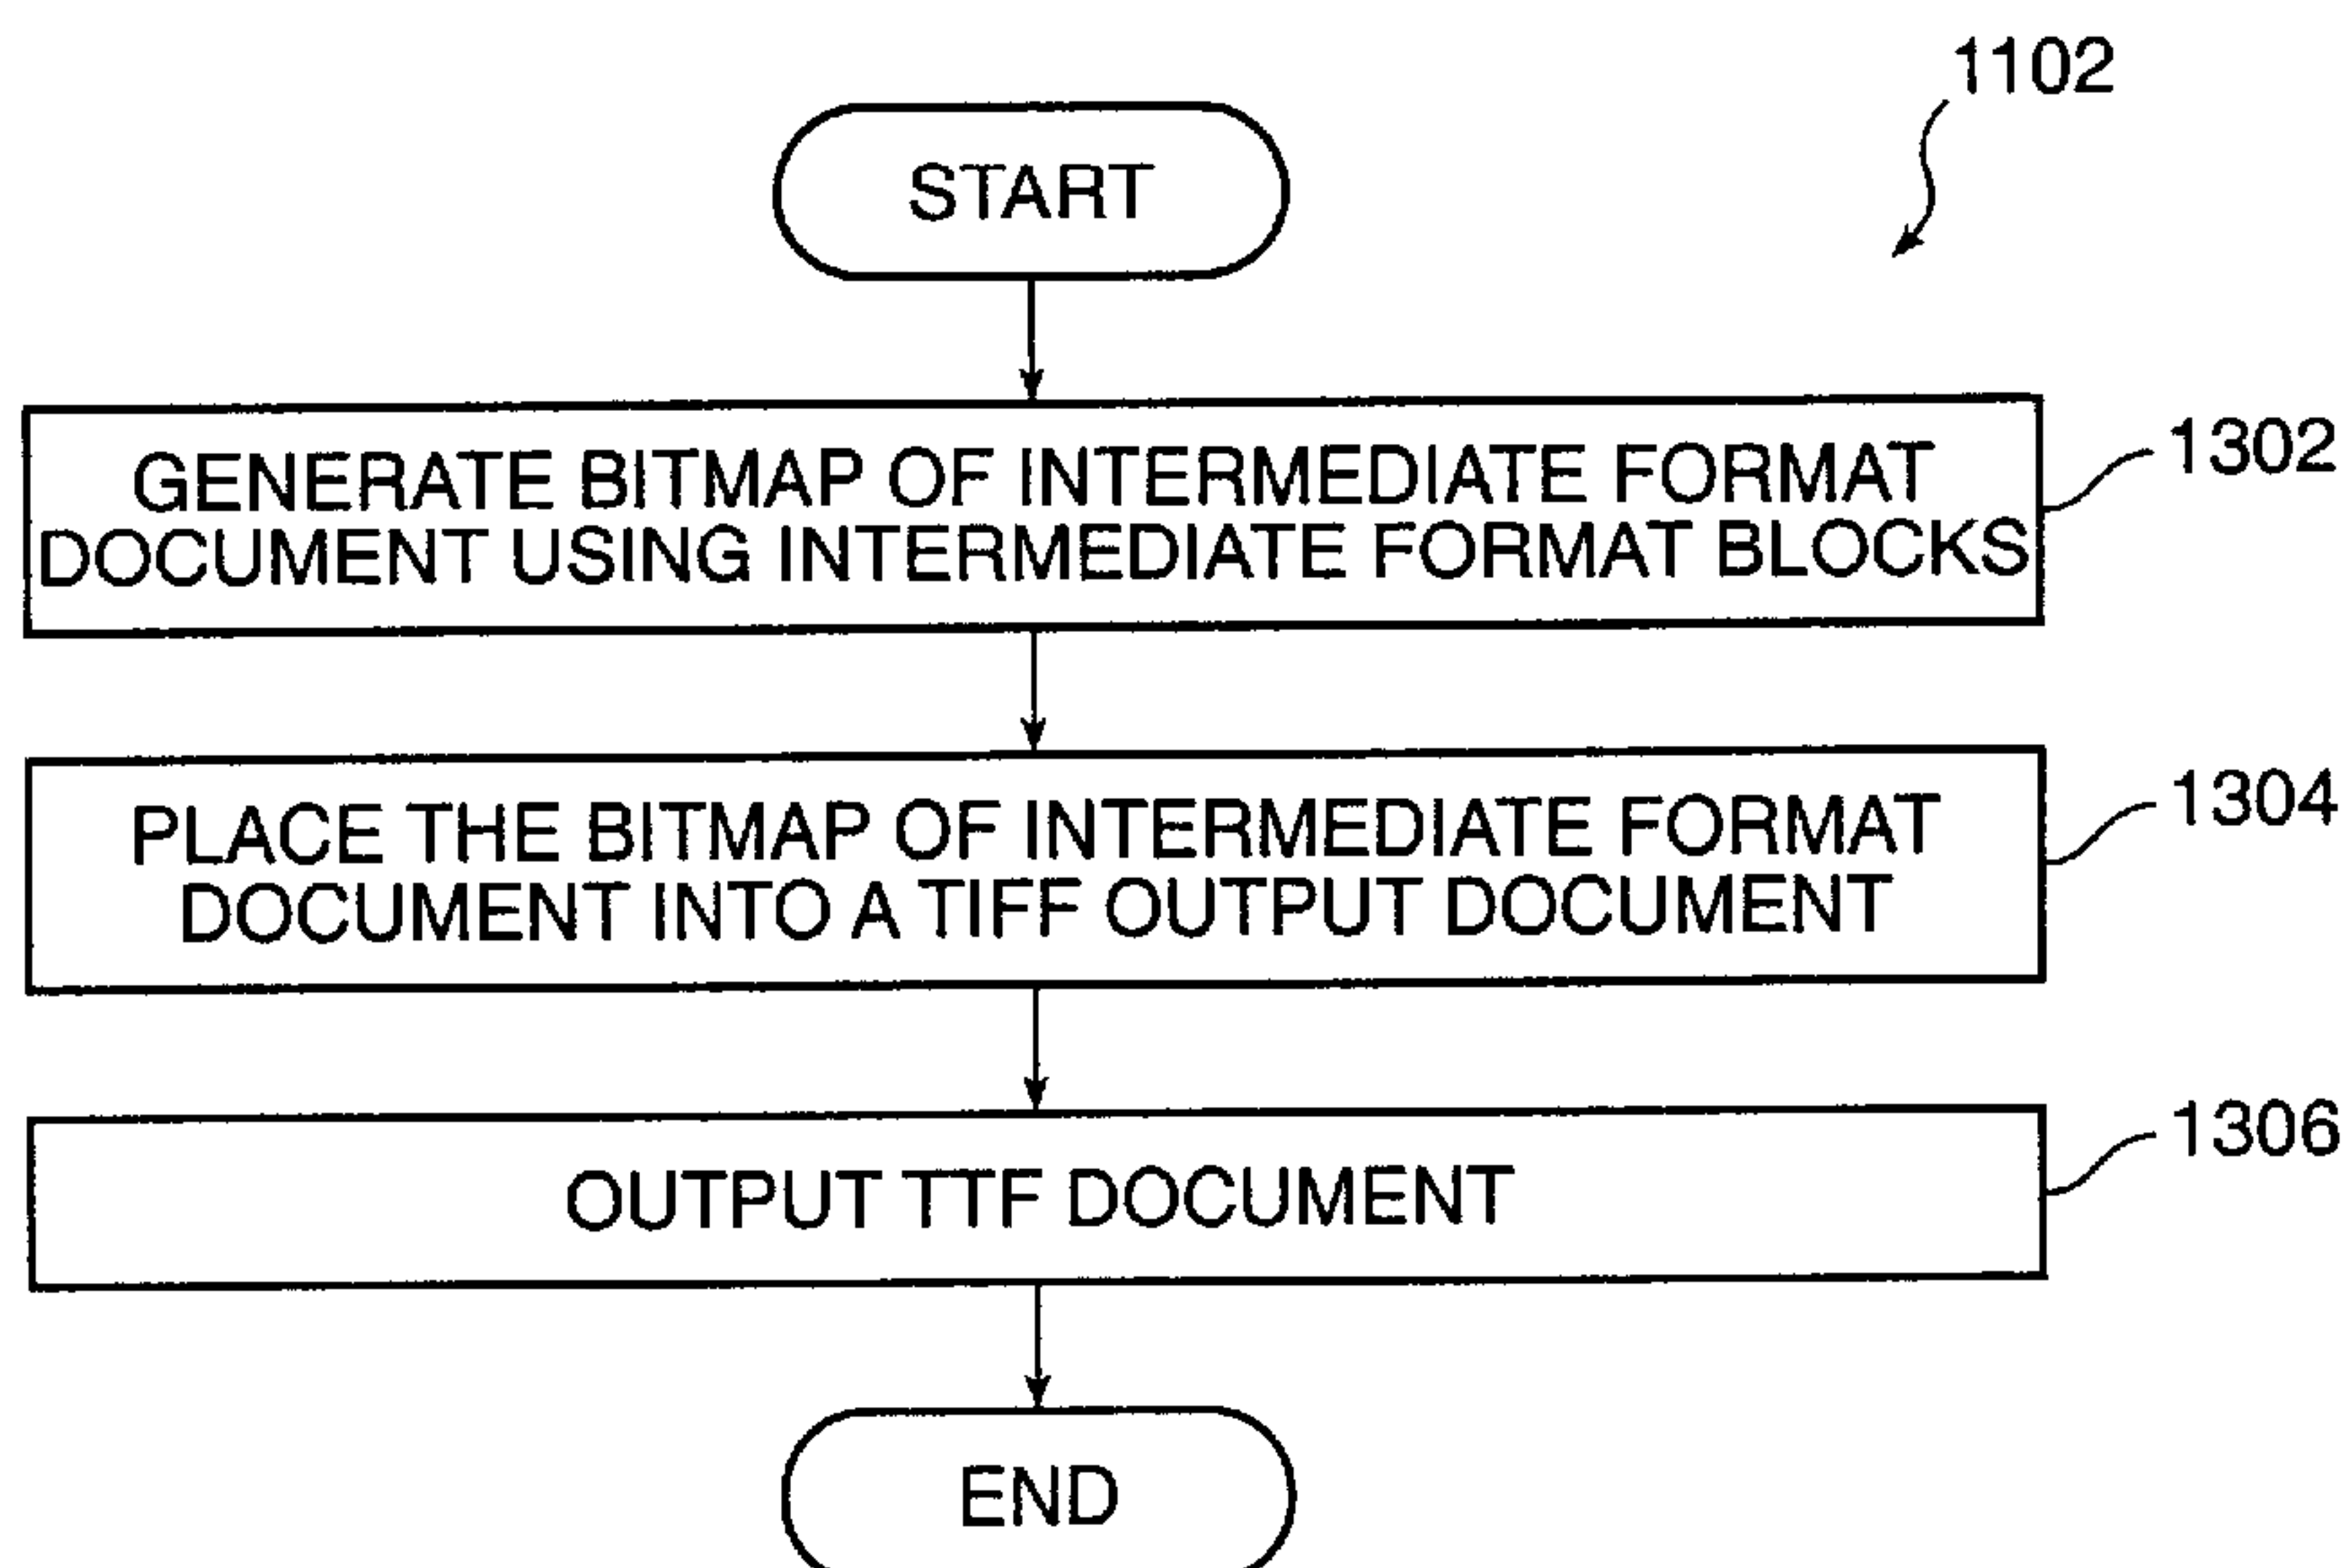 1102
START
GENERATE BITMAP OF INTERMEDIATE FORMAT
DOCUMENT USING INTERMEDIATE FORMAT BLOCKS
1302
PLACE THE BITMAP OF INTERMEDIATE FORMAT
DOCUMENT INTO A TIFF OUTPUT DOCUMENT
1304
OUTPUT TTF DOCUMENT
1306
END